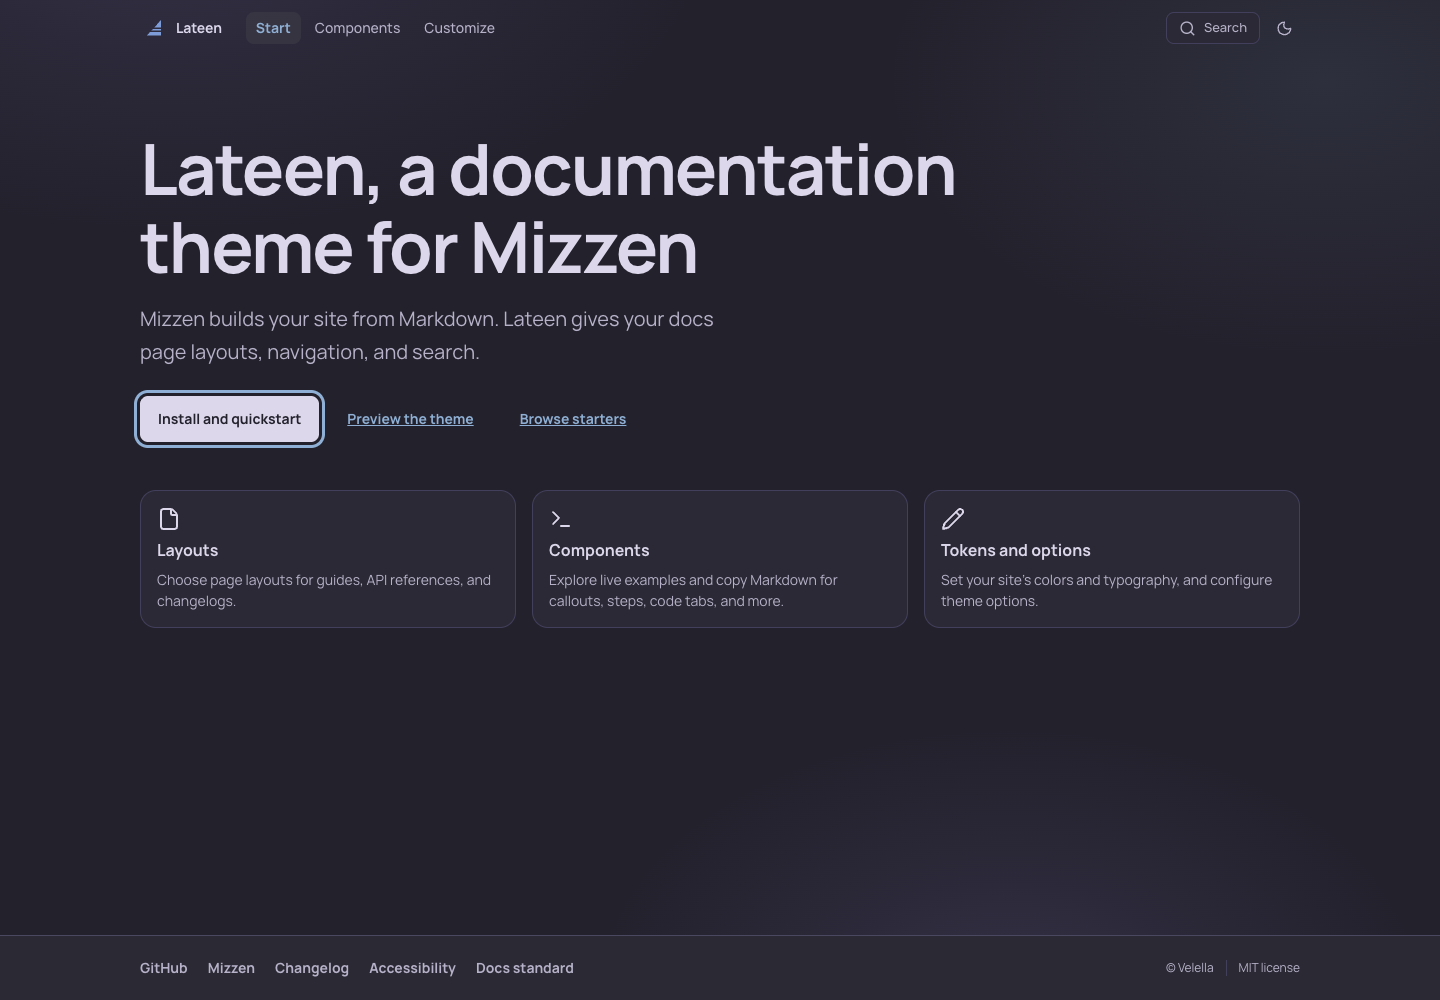 Lateen
Start
Components
Customize
Search
Lateen, a documentation
theme for Mizzen
Mizzen builds your site from Markdown. Lateen gives your docs
page layouts, navigation, and search.
Install and quickstart
Preview the theme
Browse starters
Layouts
Choose page layouts for guides, API references, and
changelogs.
Components
Explore live examples and copy Markdown for
callouts, steps, code tabs, and more.
Tokens and options
Set your site's colors and typography, and configure
theme options.
GitHub
Mizzen
Changelog
Accessibility
Docs standard
© Velella
MIT license